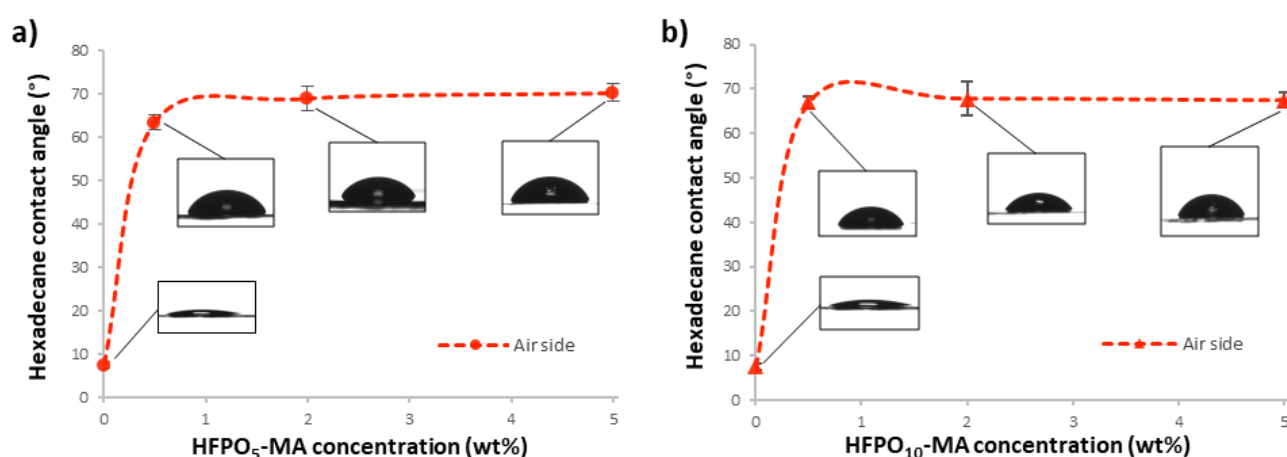 a)
Hexadecane contact angle (°)
80
70
60
50
40
30
20
10
0
0 1 2 3 4 5
HFPO₅-MA concentration (wt%)
Air side
b)
Hexadecane contact angle (°)
80
70
60
50
40
30
20
10
0
0 1 2 3 4 5
HFPO₁₀-MA concentration (wt%)
Air side